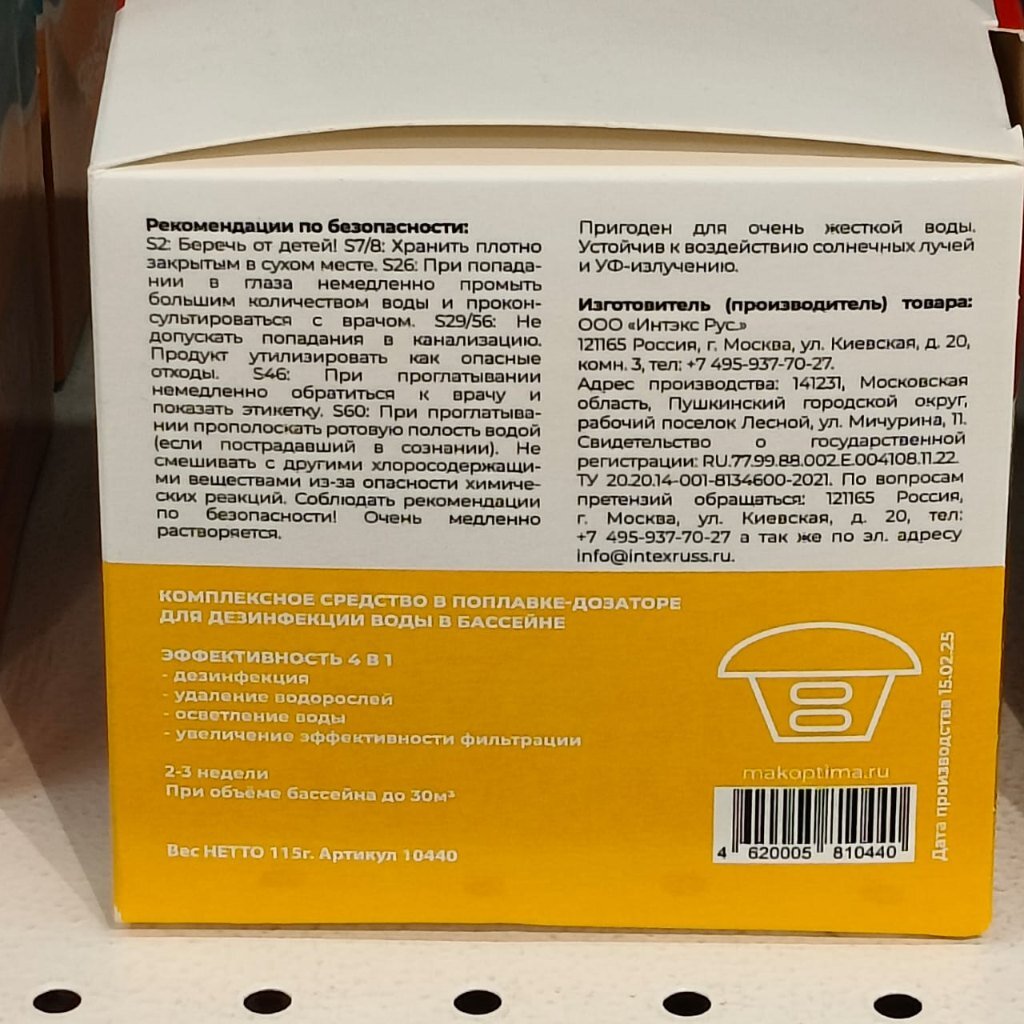 Рекомендации по безопасности:
S2: Беречь от детей! S7/8: Хранить плотно
закрытым в сухом месте. S26: При попада-
нии в глаза немедленно промыть
большим количеством воды и прокон-
сультироваться с врачом. S29/56: Не
допускать попадания в канализацию.
Продукт утилизировать как опасные
отходы. S46: При проглатывании
немедленно обратиться к врачу и
показать этикетку. S60: При проглатыва-
нии прополоскать ротовую полость водой
(если пострадавший в сознании). Не
смешивать с другими хлоросодержащи-
ми веществами из-за опасности химиче-
ских реакций. Соблюдать рекомендации
по безопасности! Очень медленно
растворяется.
Пригоден для очень жесткой воды.
Устойчив к воздействию солнечных лучей
и УФ-излучению.
Изготовитель (производитель) товара:
ООО «Интэкс Рус.»
121165 Россия, г. Москва, ул. Киевская, д. 20,
комн. 3, тел: +7 495-937-70-27.
Адрес производства: 141231, Московская
область, Пушкинский городской округ,
рабочий поселок Лесной, ул. Мичурина, 11.
Свидетельство о государственной
регистрации: RU.77.99.88.002.E.004108.11.22.
ТУ 20.20.14-001-8134600-2021. По вопросам
претензий обращаться: 121165 Россия,
г. Москва, ул. Киевская, д. 20, тел:
+7 495-937-70-27 а так же по эл. адресу
info@intexruss.ru.
КОМПЛЕКСНОЕ СРЕДСТВО В ПОПЛАВКЕ-ДОЗАТОРЕ
ДЛЯ ДЕЗИНФЕКЦИИ ВОДЫ В БАССЕЙНЕ
ЭФФЕКТИВНОСТЬ 4 В 1
- дезинфекция
- удаление водорослей
- осветление воды
- увеличение эффективности фильтрации
2-3 недели
При объёме бассейна до 30м³
Вес НЕТТО 115г. Артикул 10440
makoptima.ru
4 620005 810440
Дата производства 15.02.25